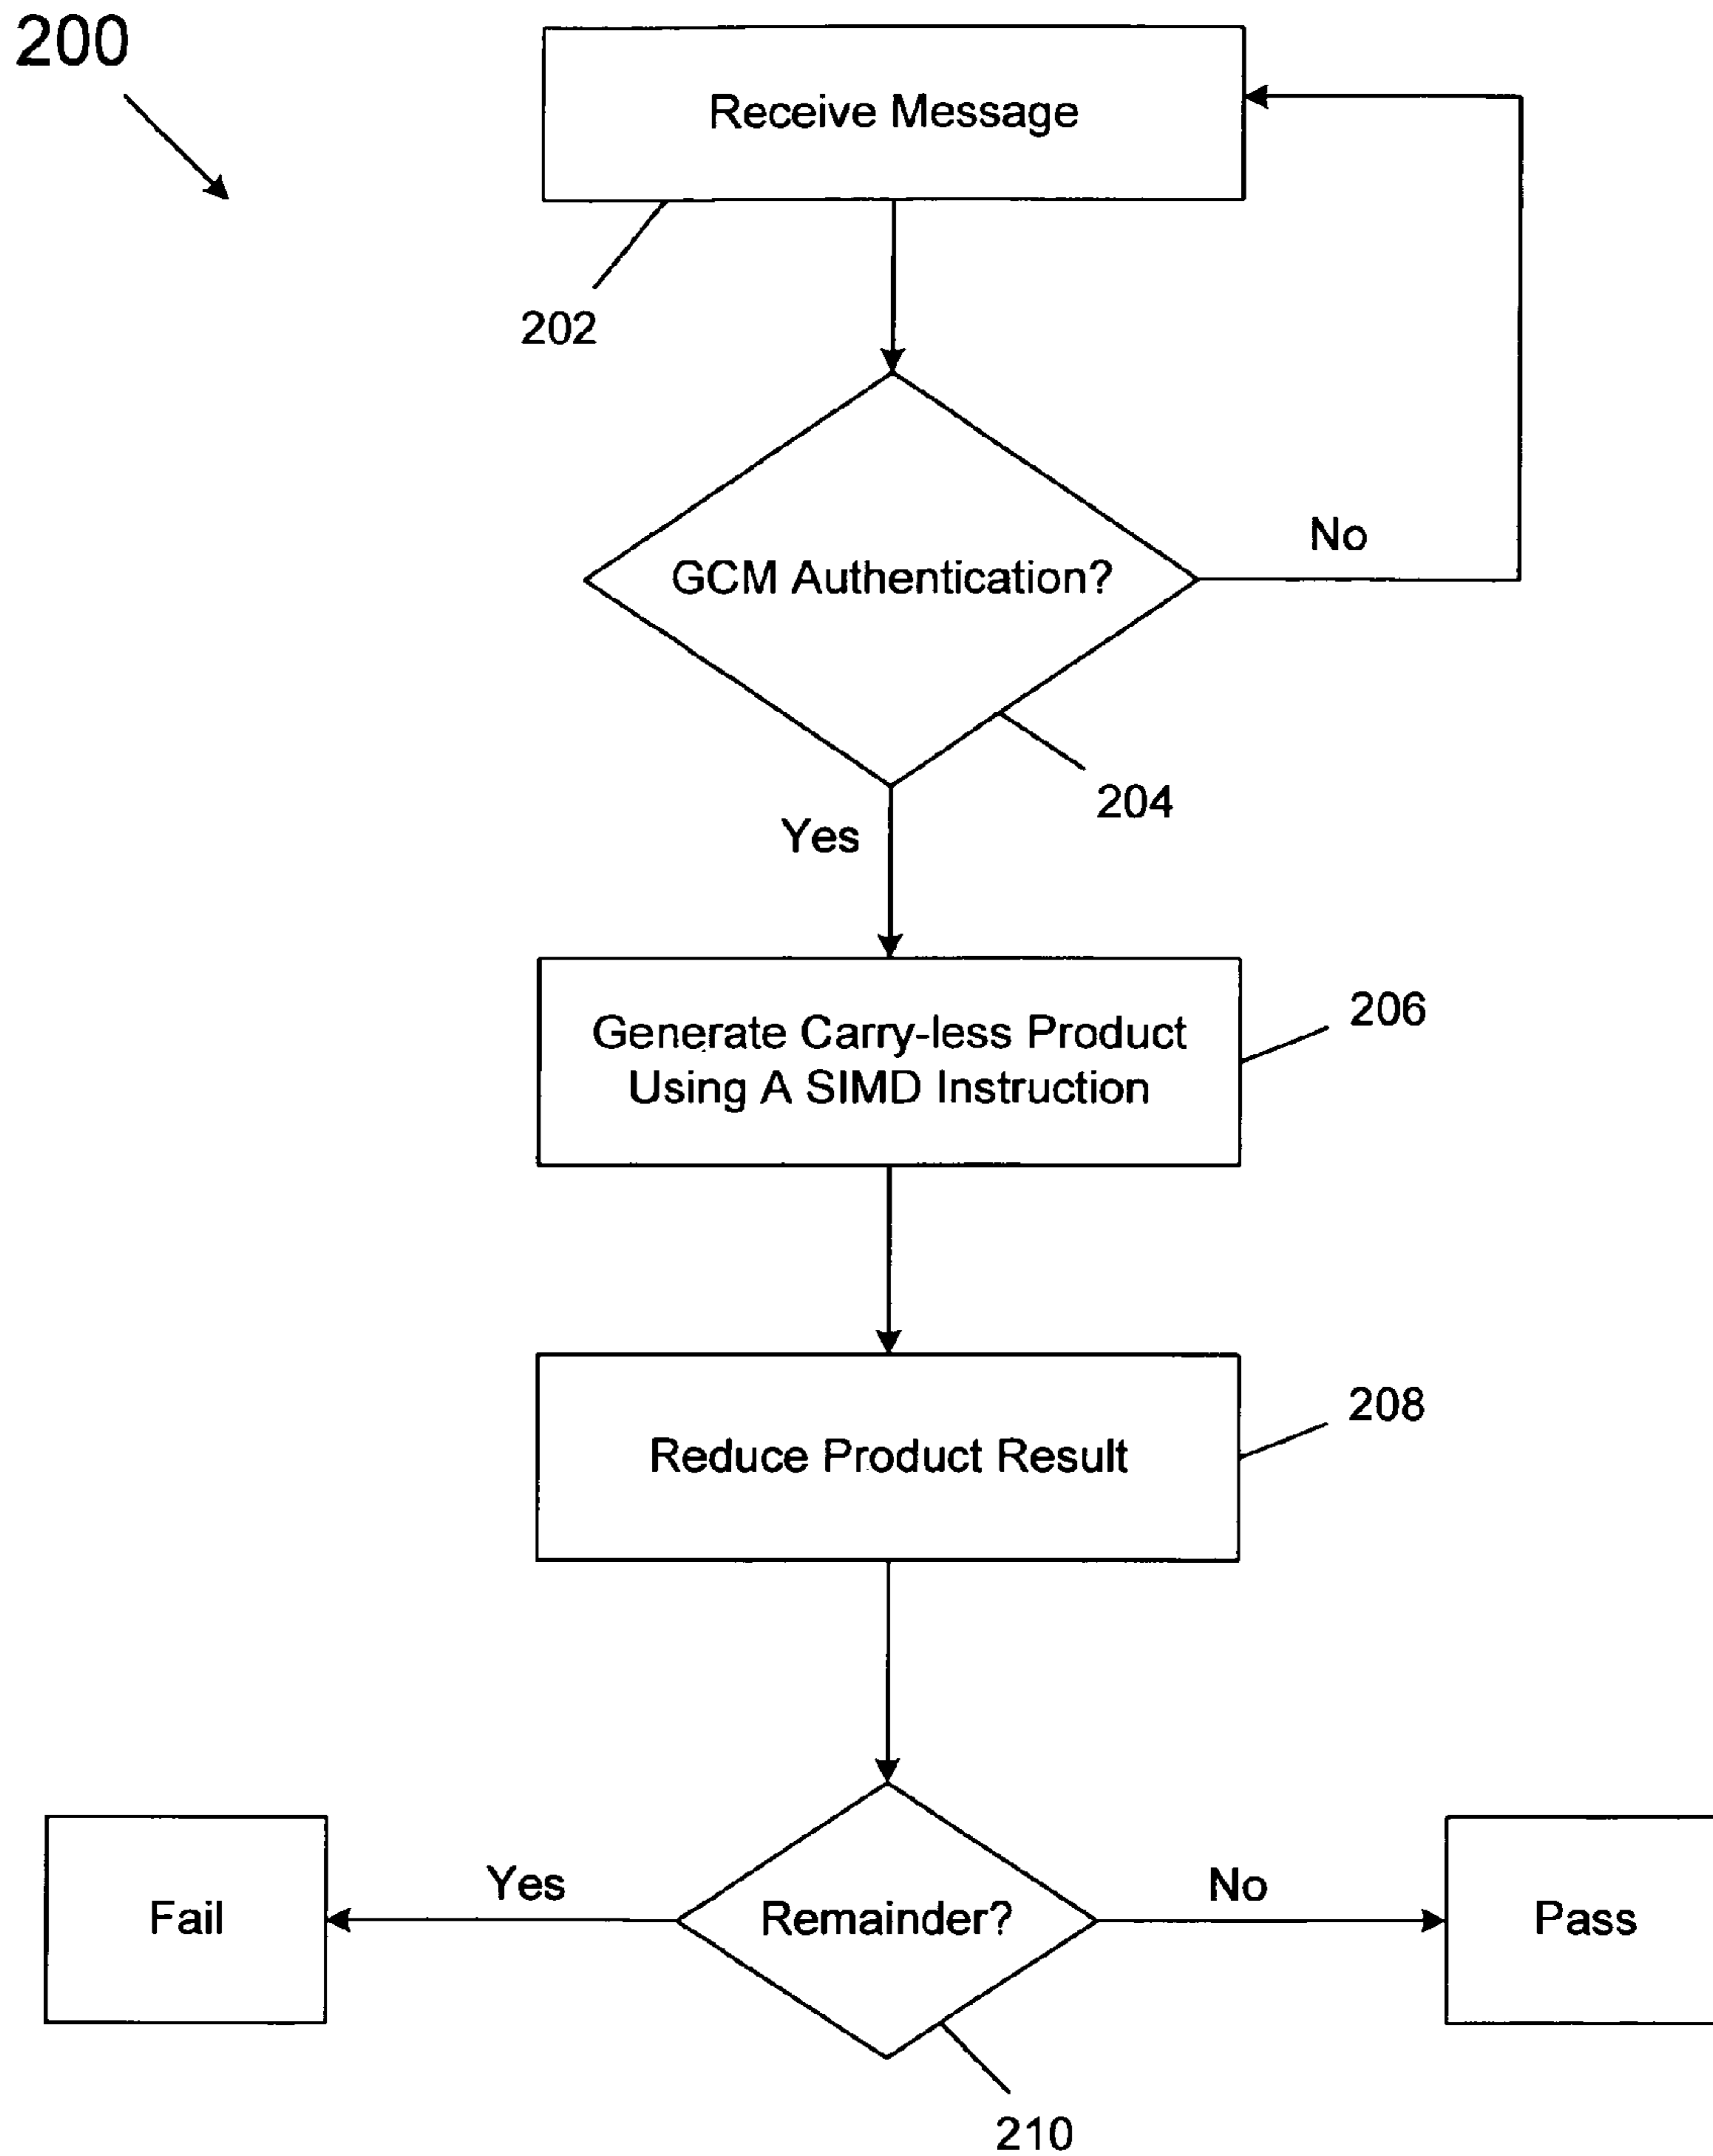 200
Receive Message
202
No
GCM Authentication?
204
Yes
206
Generate Carry-less Product
Using A SIMD Instruction
208
Reduce Product Result
Yes
No
Fail
Remainder?
Pass
210